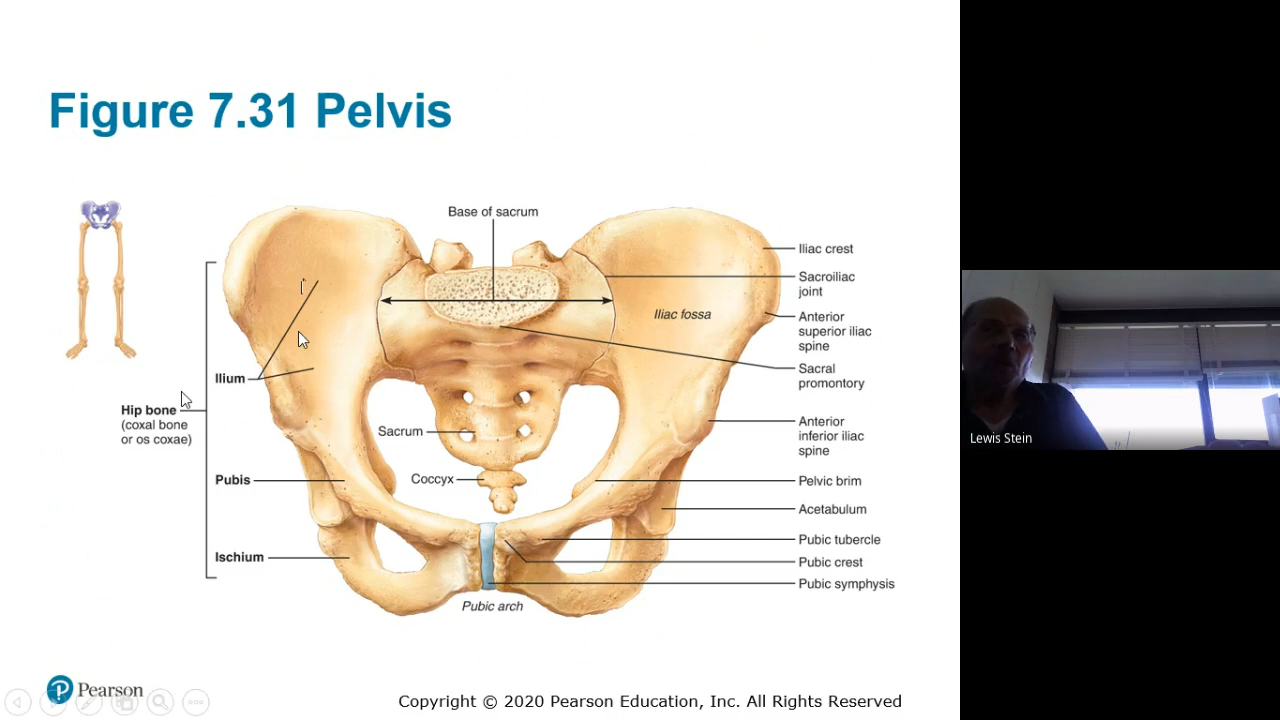 Figure 7.31 Pelvis
Base of sacrum
Iliac crest
Sacroiliac
joint
Iliac fossa
Anterior
superior iliac
spine
Sacral
promontory
Ilium
Hip bone
(coxal bone
or os coxae)
Anterior
inferior iliac
spine
Sacrum
Coccyx
Pubis
Pelvic brim
Acetabulum
Pubic tubercle
Ischium
Pubic crest
Pubic symphysis
Pubic arch
Lewis Stein
Pearson
Copyright © 2020 Pearson Education, Inc. All Rights Reserved